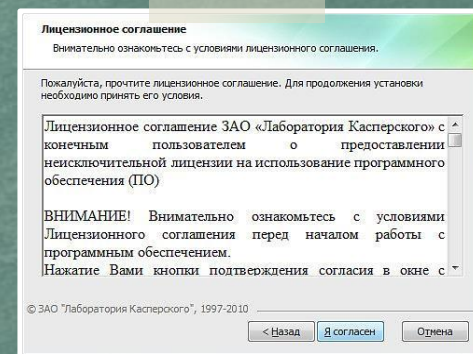 Лицензионное соглашение
Внимательно ознакомьтесь с условиями лицензионного соглашения.
Пожалуйста, прочтите лицензионное соглашение. Для продолжения установки
необходимо принять его условия.
Лицензионное соглашение ЗАО «Лаборатория Касперского» с
конечным пользователем о предоставлении
неисключительной лицензии на использование программного
обеспечения (ПО)
ВНИМАНИЕ! Внимательно ознакомьтесь с условиями
Лицензионного соглашения перед началом работы с
программным обеспечением.
Нажатие Вами кнопки подтверждения согласия в окне с
© ЗАО "Лаборатория Касперского", 1997-2010
< Назад Я согласен Отмена